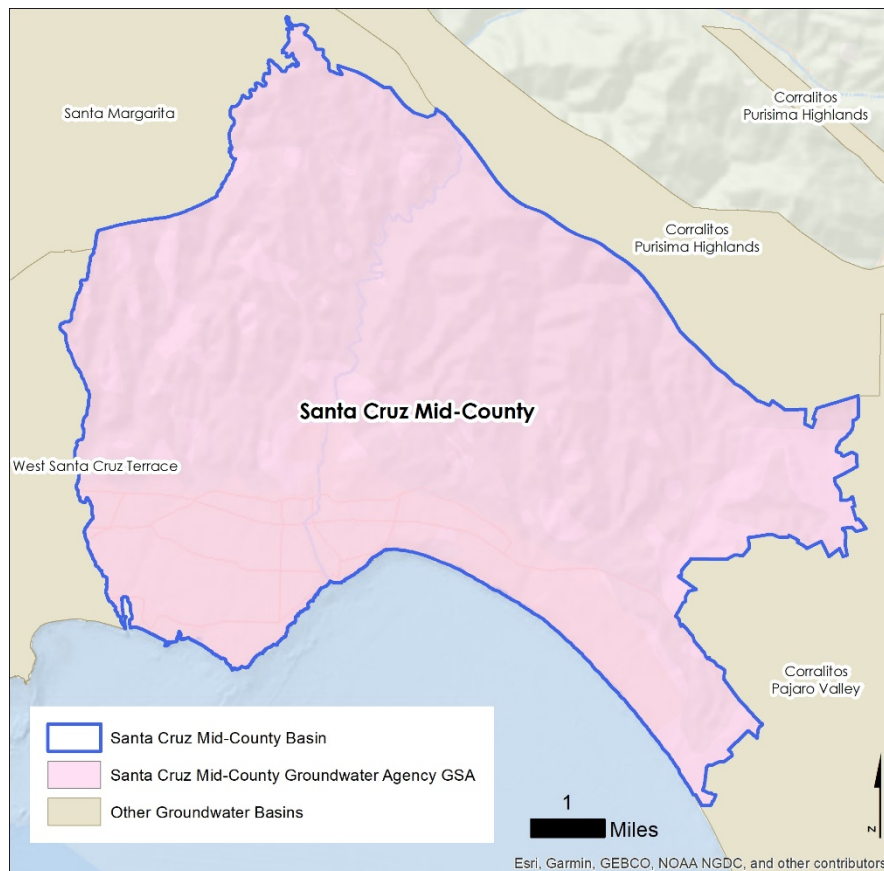 Santa Margarita
Corralitos
Purisima Highlands
Corralitos
Purisima Highlands
Santa Cruz Mid-County
West Santa Cruz Terrace
Corralitos
Pajaro Valley
Santa Cruz Mid-County Basin
Santa Cruz Mid-County Groundwater Agency GSA
Other Groundwater Basins
1
Miles
N
Esri, Garmin, GEBCO, NOAA NGDC, and other contributors